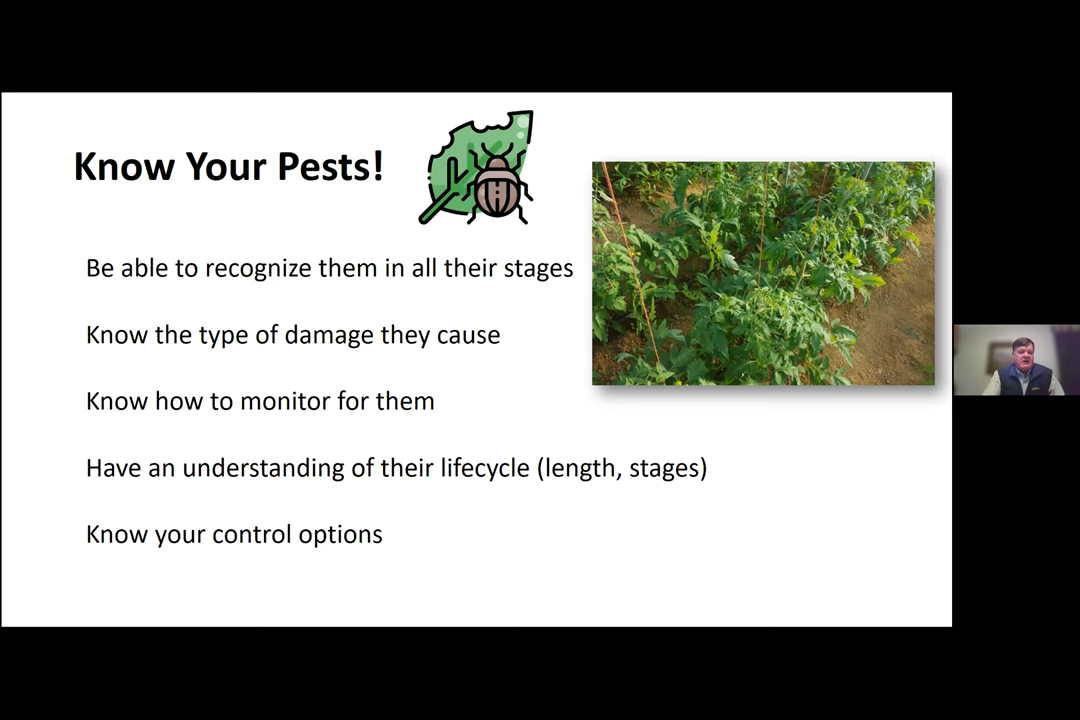 Know Your Pests!
Be able to recognize them in all their stages
Know the type of damage they cause
Know how to monitor for them
Have an understanding of their lifecycle (length, stages)
Know your control options